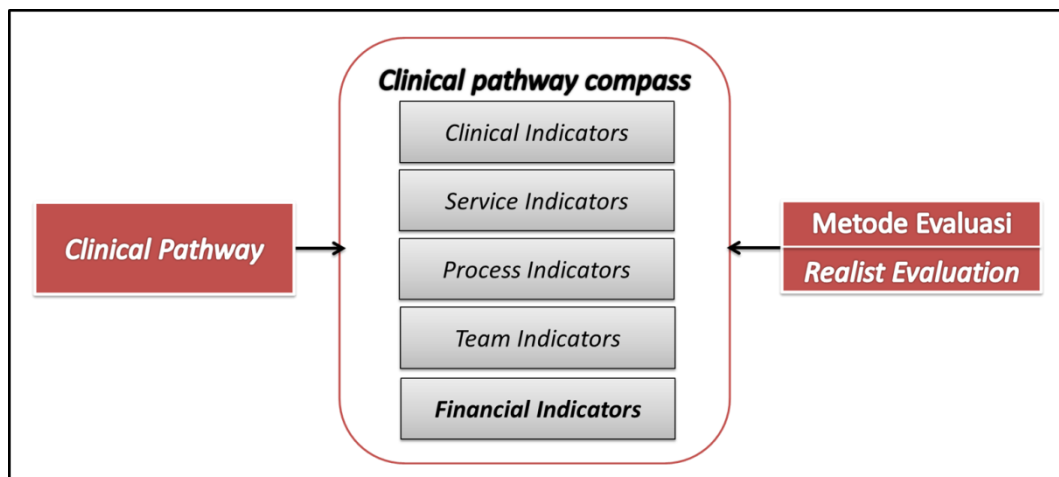 Clinical pathway compass
Clinical Indicators
Service Indicators
Process Indicators
Team Indicators
Financial Indicators
Clinical Pathway
Metode Evaluasi
Realist Evaluation